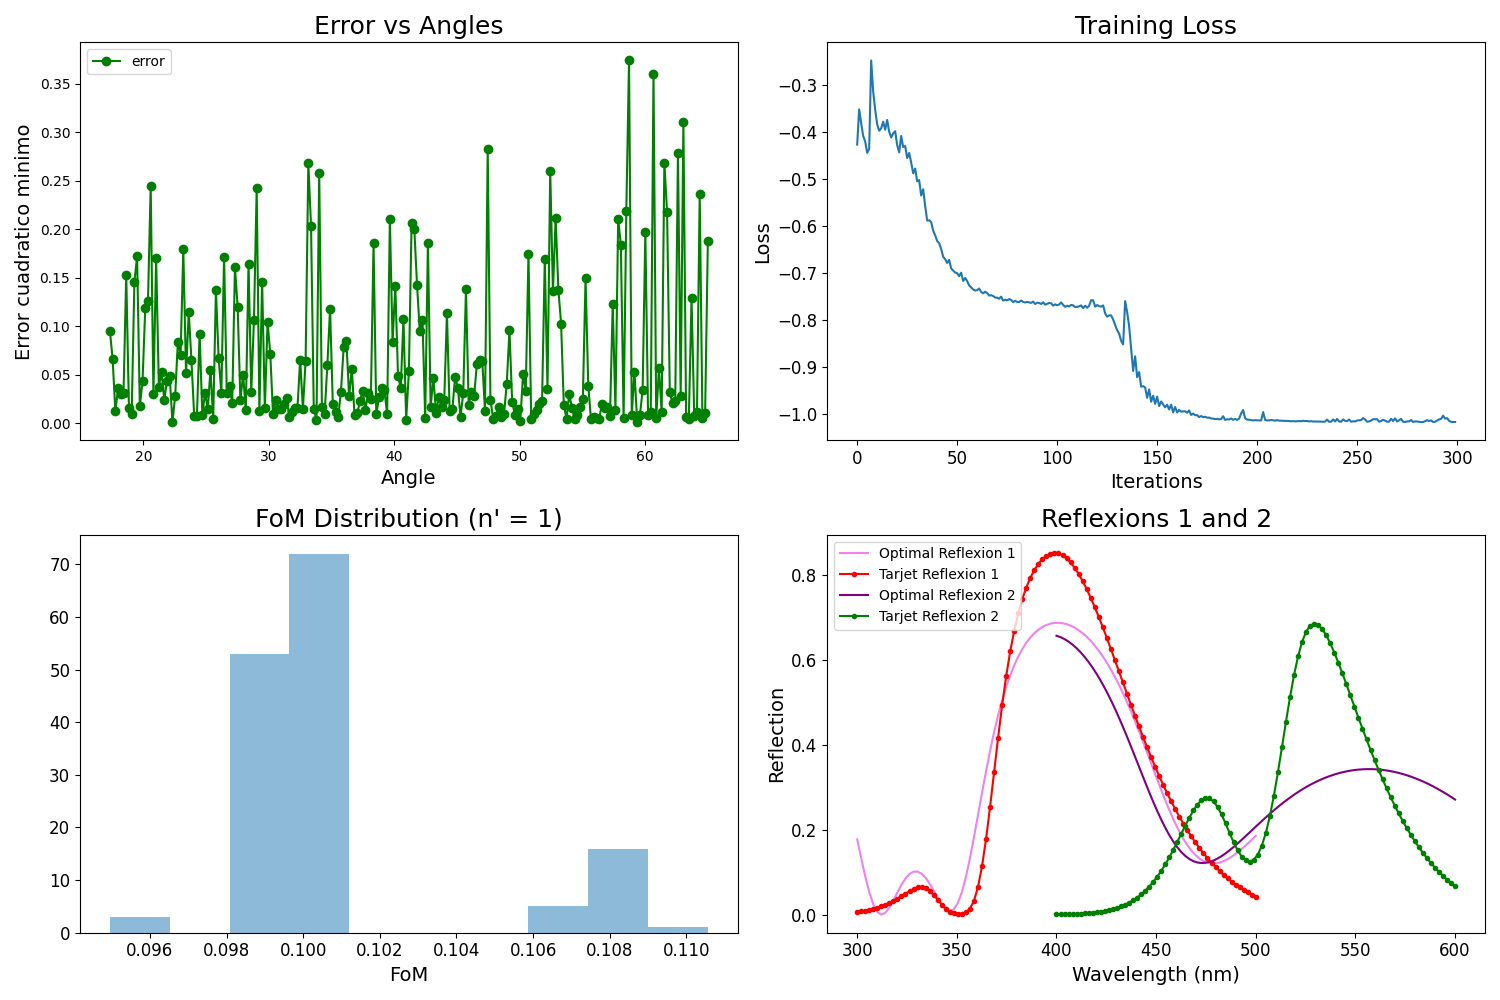 Error vs Angles
error
0.35
0.30
0.25
0.20
0.15
0.10
0.05
0.00
Error cuadratico minimo
20 30 40 50 60
Angle
Training Loss
−0.3
−0.4
−0.5
−0.6
−0.7
−0.8
−0.9
−1.0
Loss
0 50 100 150 200 250 300
Iterations
FoM Distribution (n' = 1)
70
60
50
40
30
20
10
0
0.096 0.098 0.100 0.102 0.104 0.106 0.108 0.110
FoM
Reflexions 1 and 2
Optimal Reflexion 1
Tarjet Reflexion 1
Optimal Reflexion 2
Tarjet Reflexion 2
0.8
0.6
0.4
0.2
0.0
Reflection
300 350 400 450 500 550 600
Wavelength (nm)